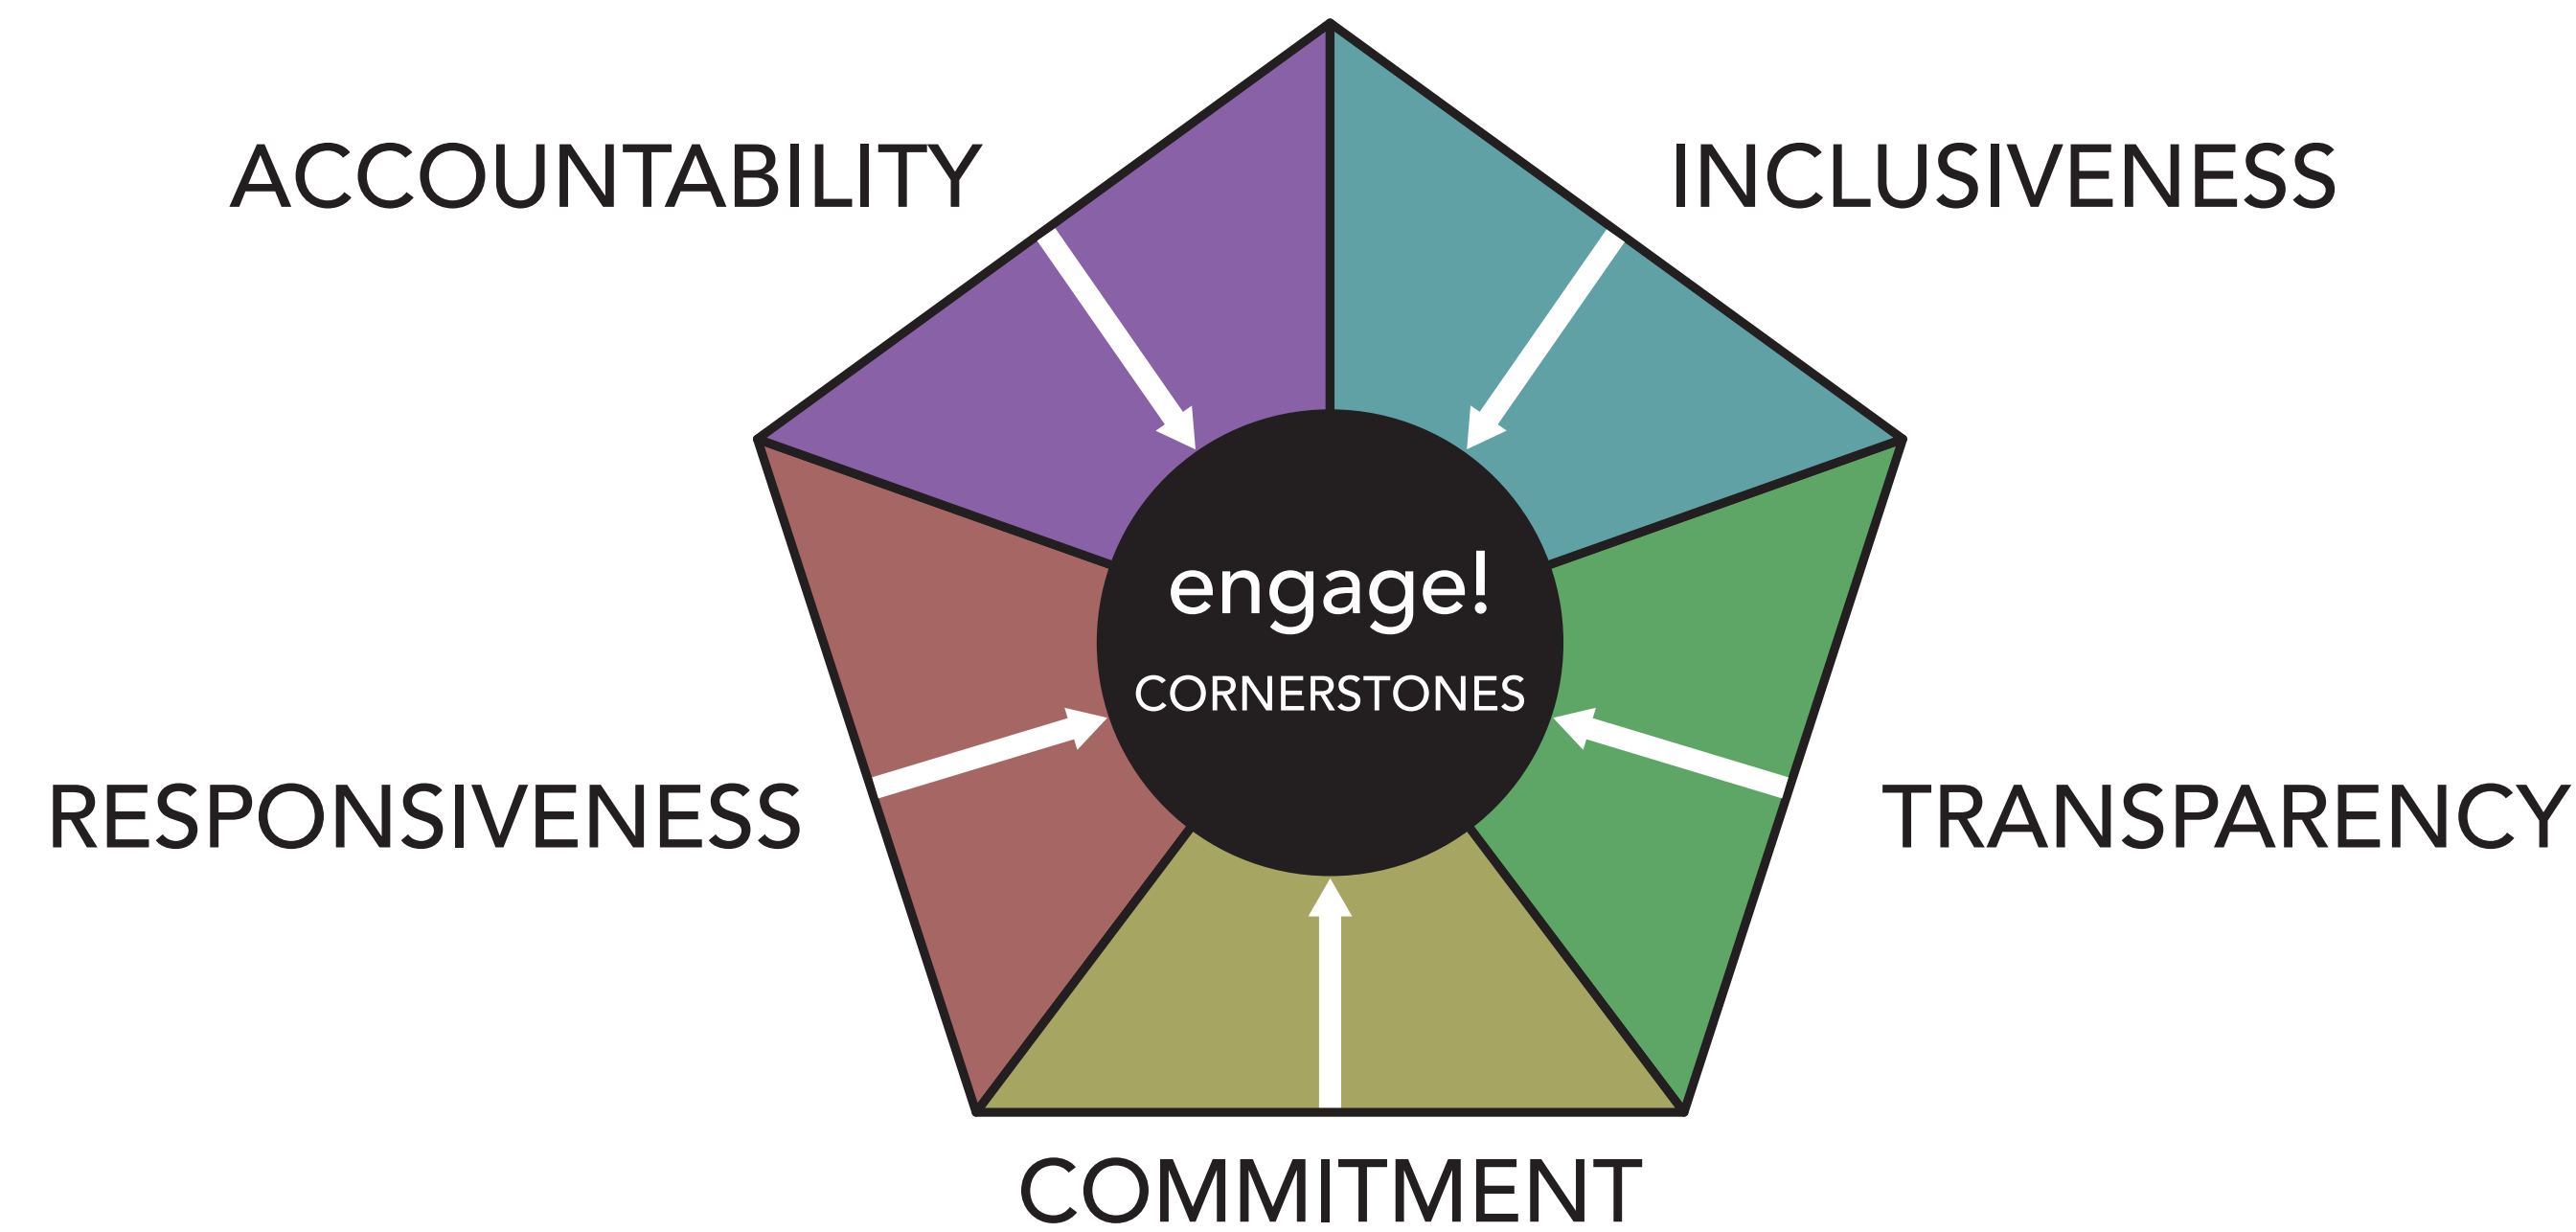 ACCOUNTABILITY
INCLUSIVENESS
engage!
CORNERSTONES
RESPONSIVENESS
TRANSPARENCY
COMMITMENT